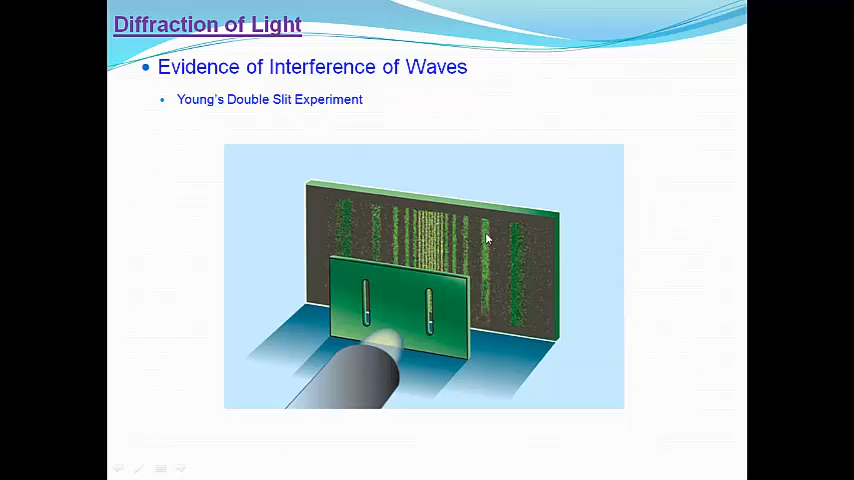 Diffraction of Light
Evidence of Interference of Waves
Young's Double Slit Experiment